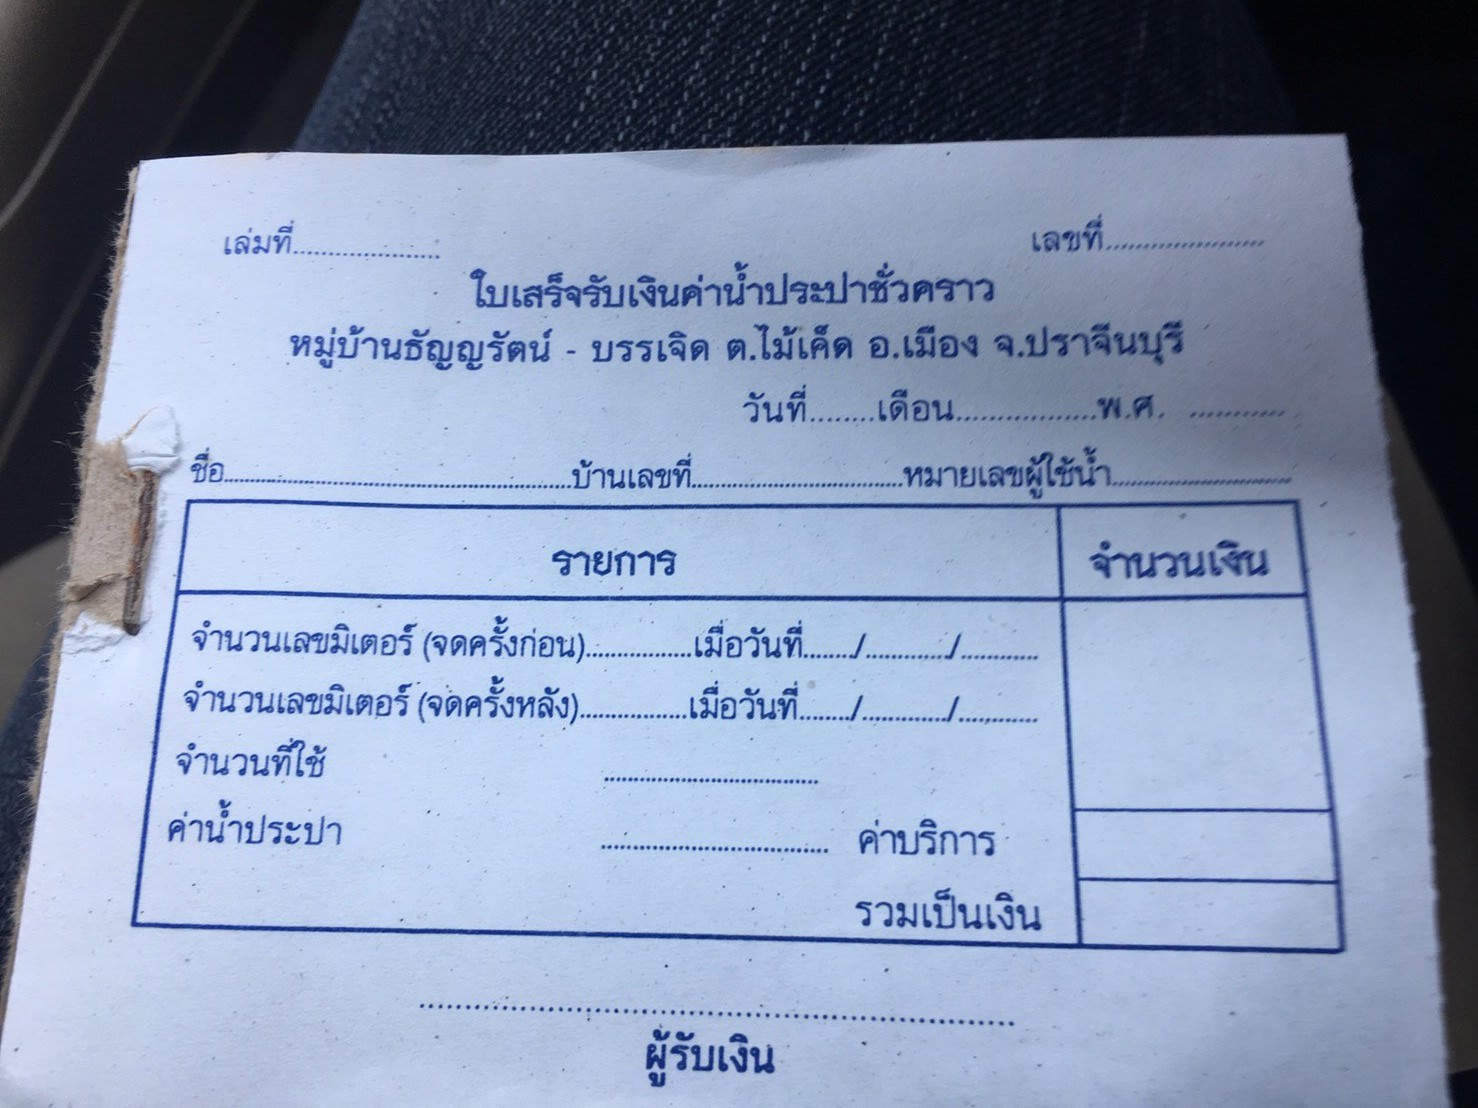 เล่มที่.................... เลขที่......................
ใบเสร็จรับเงินค่าน้ำประปาชั่วคราว
หมู่บ้านธัญญรัตน์ - บรรเจิด ต.ไม้เค็ด อ.เมือง จ.ปราจีนบุรี
วันที่........เดือน.................พ.ศ. ............
ชื่อ..................................................บ้านเลขที่...............................หมายเลขผู้ใช้น้ำ..........................
รายการ จำนวนเงิน
จำนวนเลขมิเตอร์ (จดครั้งก่อน)...............เมื่อวันที่......./.........../...........
จำนวนเลขมิเตอร์ (จดครั้งหลัง)...............เมื่อวันที่......./.........../...........
จำนวนที่ใช้ ..............................
ค่าน้ำประปา ................................ ค่าบริการ
รวมเป็นเงิน
............................................................
ผู้รับเงิน